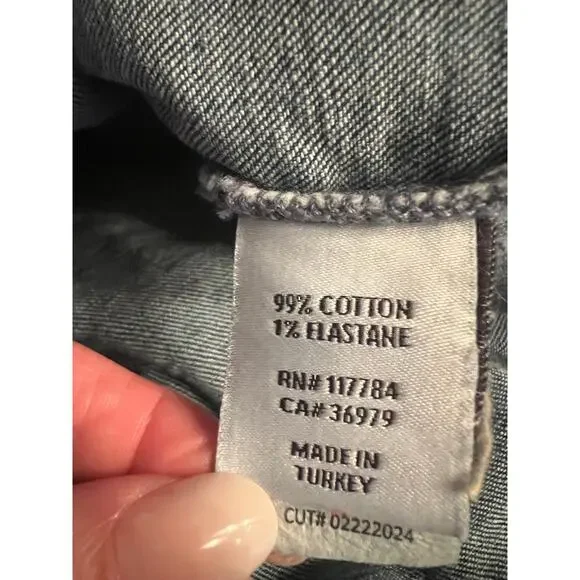 99% COTTON
1% ELASTANE
RN# 117784
CA# 36979
MADE IN
TURKEY
CUT# 02222024